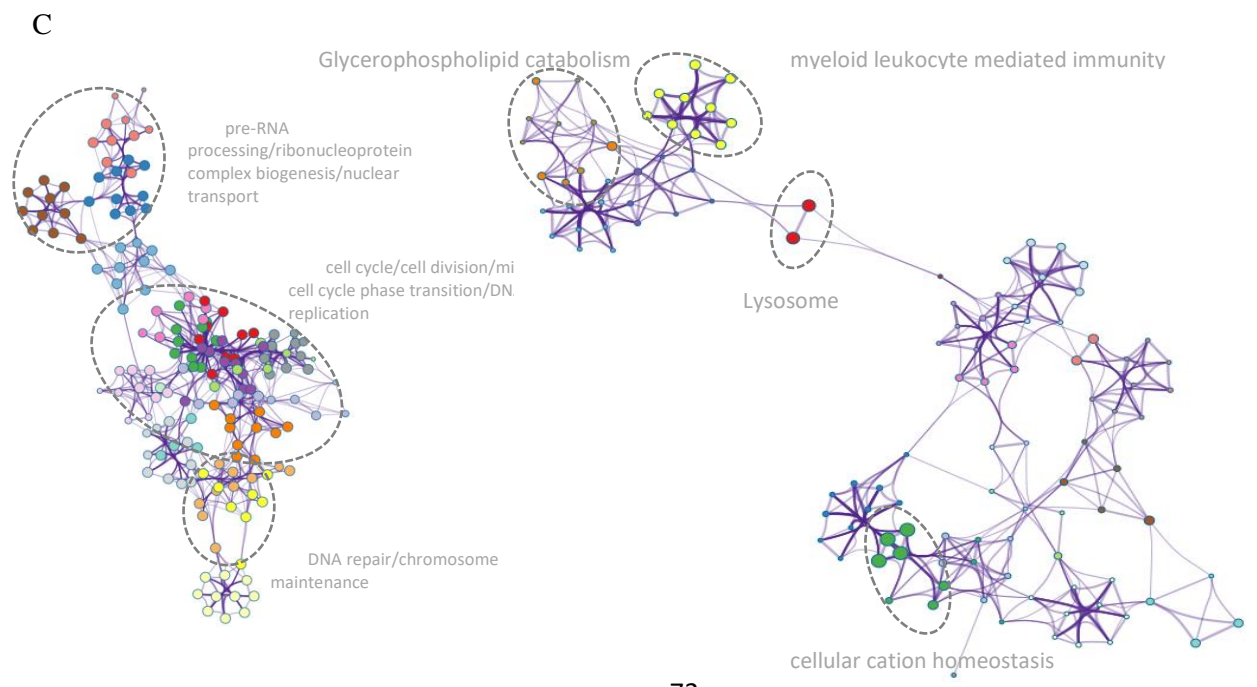 C
Glycerophospholipid catabolism
myeloid leukocyte mediated immunity
pre-RNA
processing/ribonucleoprotein
complex biogenesis/nuclear
transport
cell cycle/cell division/mi
cell cycle phase transition/DN
replication
Lysosome
DNA repair/chromosome
maintenance
cellular cation homeostasis